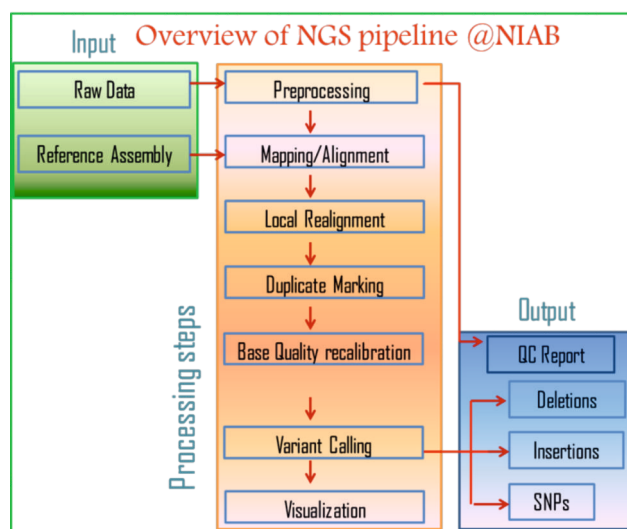 Overview of NGS pipeline @NIAB
Input
Raw Data
Reference Assembly
Processing steps
Preprocessing
Mapping/Alignment
Local Realignment
Duplicate Marking
Base Quality recalibration
Variant Calling
Visualization
Output
QC Report
Deletions
Insertions
SNPs